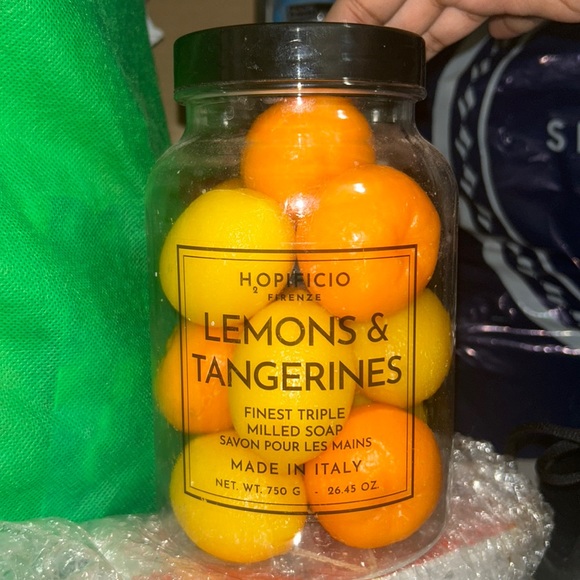 H2OPIFICIO
FIRENZE
LEMONS &
TANGERINES
FINEST TRIPLE
MILLED SOAP
SAVON POUR LES MAINS
MADE IN ITALY
NET. WT. 750 G - 26.45 OZ.